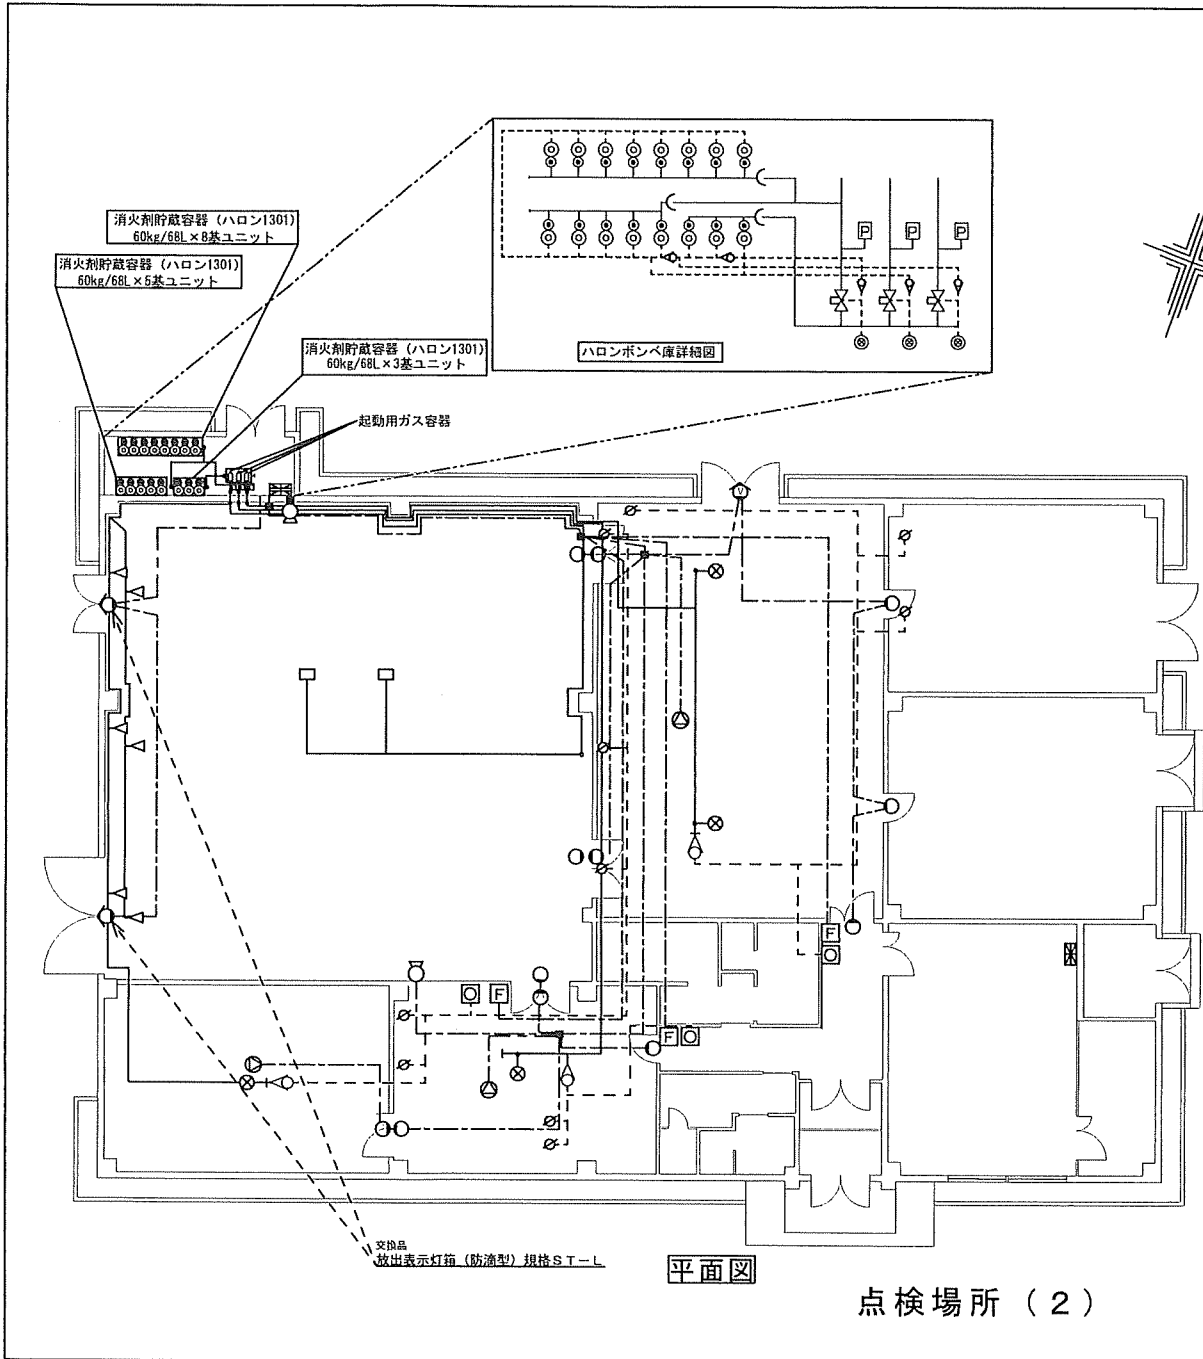 消火剤貯蔵容器（ハロン1301)
60kg/68L×8基ユニット
消火剤貯蔵容器（ハロン1301)
60kg/68L×5基ユニット
消火剤貯蔵容器（ハロン1301)
60kg/68L×3基ユニット
起動用ガス容器
P
P
P
ハロンボンベ庫詳細図
V
F
F
F
交換品
放出表示灯箱（防滴型）規格ST－L
平面図
点検場所（2）